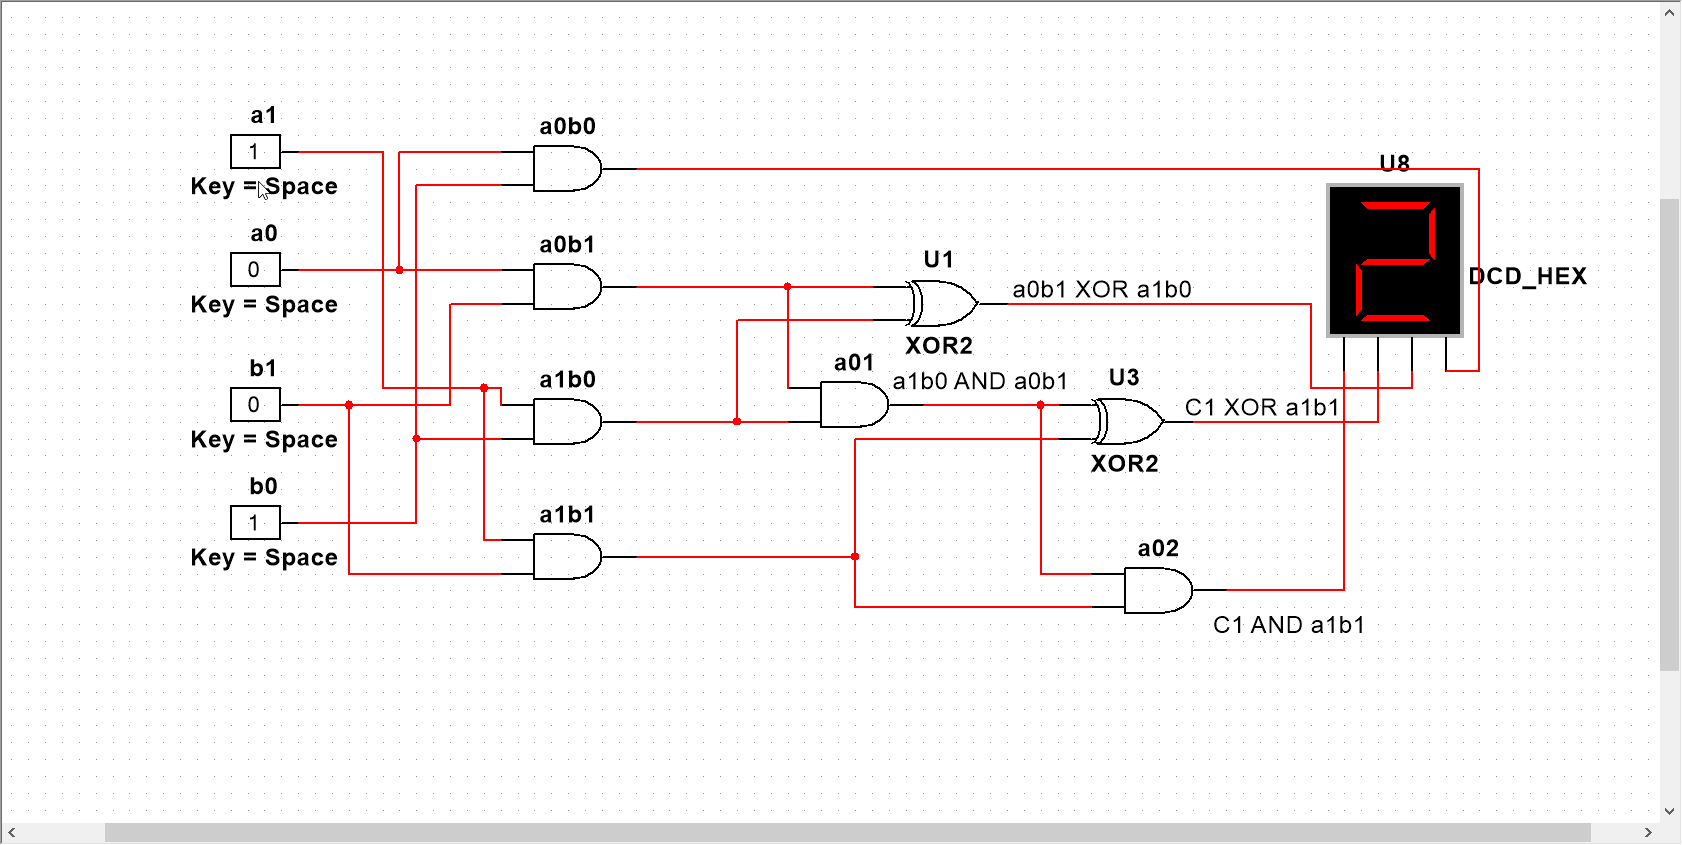 a1
1
Key = Space
a0
0
Key = Space
b1
0
Key = Space
b0
1
Key = Space
a0b0
a0b1
a1b0
a1b1
U1
XOR2
a0b1 XOR a1b0
a01
a1b0 AND a0b1
U3
XOR2
C1 XOR a1b1
a02
C1 AND a1b1
U8
2
DCD_HEX